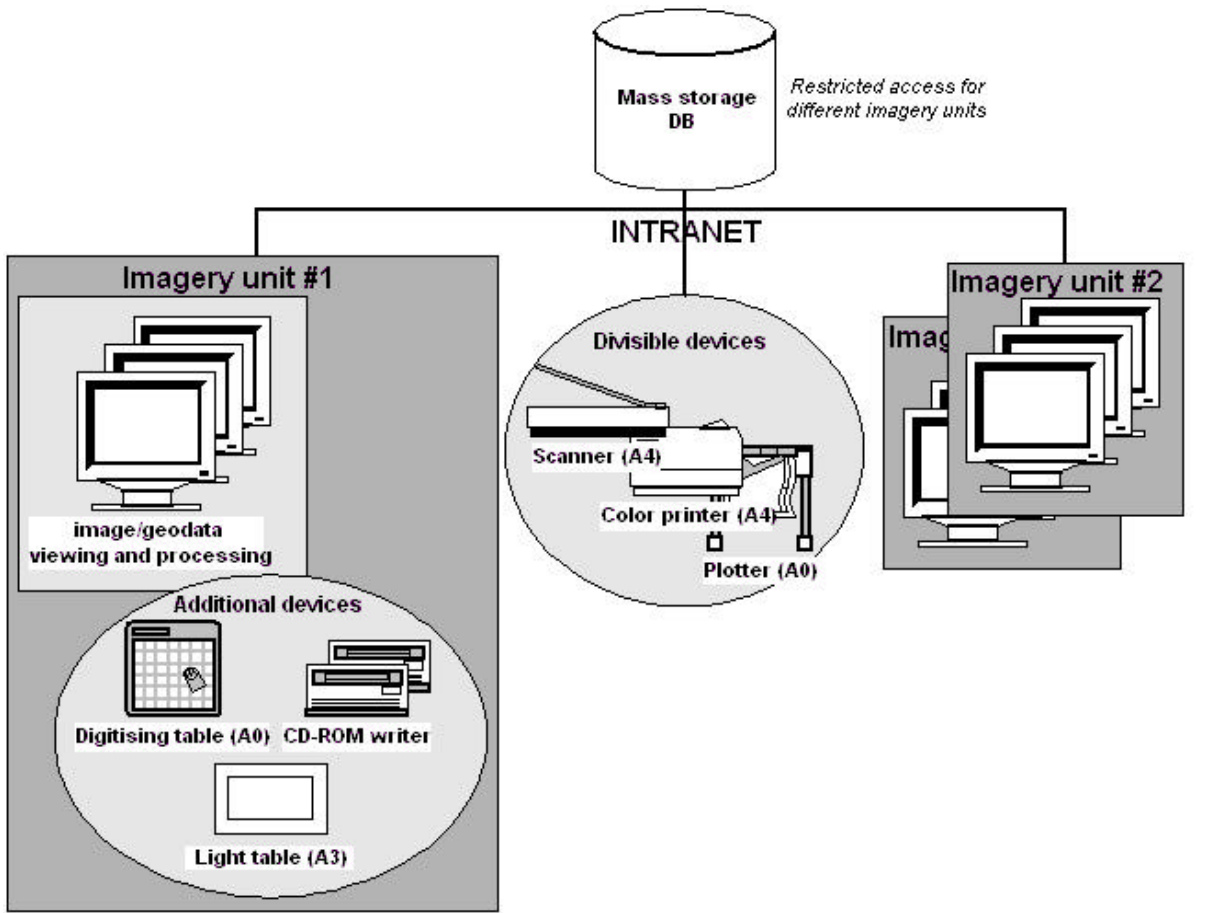 Mass storage
DB
Restricted access for
different imagery units
INTRANET
Imagery unit #1
image/geodata
viewing and processing
Additional devices
Digitising table (A0)
CD-ROM writer
Light table (A3)
Divisible devices
Scanner (A4)
Color printer (A4)
Plotter (A0)
Imagery unit #2